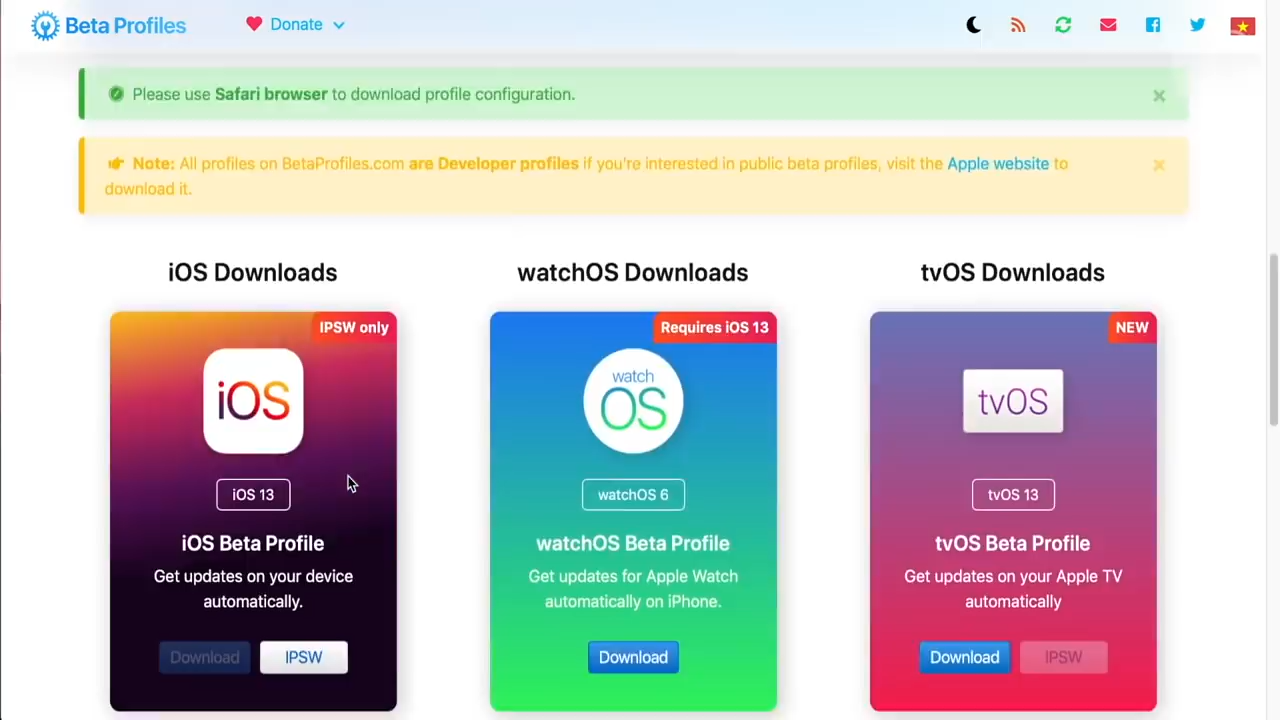 Beta Profiles
Donate
Please use Safari browser to download profile configuration.
Note: All profiles on BetaProfiles.com are Developer profiles if you're interested in public beta profiles, visit the Apple website to
download it.
iOS Downloads
IPSW only
iOS
iOS 13
iOS Beta Profile
Get updates on your device
automatically.
Download
IPSW
watchOS Downloads
Requires iOS 13
watch
OS
watchOS 6
watchOS Beta Profile
Get updates for Apple Watch
automatically on iPhone.
Download
tvOS Downloads
NEW
tvOS
tvOS 13
tvOS Beta Profile
Get updates on your Apple TV
automatically
Download
IPSW